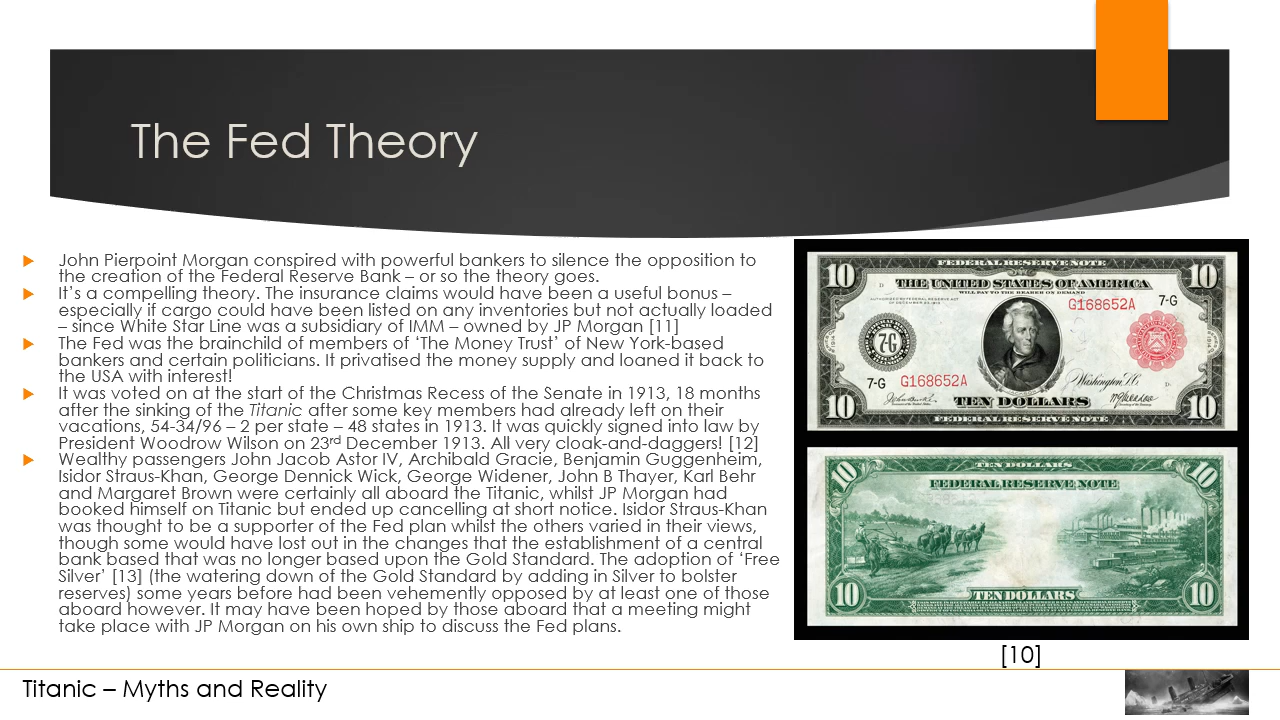 The Fed Theory
John Pierpoint Morgan conspired with powerful bankers to silence the opposition to
the creation of the Federal Reserve Bank – or so the theory goes.
It's a compelling theory. The insurance claims would have been a useful bonus –
especially if cargo could have been listed on any inventories but not actually loaded
– since White Star Line was a subsidiary of IMM – owned by JP Morgan [11]
The Fed was the brainchild of members of 'The Money Trust' of New York-based
bankers and certain politicians. It privatised the money supply and loaned it back to
the USA with interest!
It was voted on at the start of the Christmas Recess of the Senate in 1913, 18 months
after the sinking of the Titanic after some key members had already left on their
vacations, 54-34/96 – 2 per state – 48 states in 1913. It was quickly signed into law by
President Woodrow Wilson on 23rd December 1913. All very cloak-and-daggers! [12]
Wealthy passengers John Jacob Astor IV, Archibald Gracie, Benjamin Guggenheim,
Isidor Straus-Khan, George Dennick Wick, George Widener, John B Thayer, Karl Behr
and Margaret Brown were certainly all aboard the Titanic, whilst JP Morgan had
booked himself on Titanic but ended up cancelling at short notice. Isidor Straus-Khan
was thought to be a supporter of the Fed plan whilst the others varied in their views,
though some would have lost out in the changes that the establishment of a central
bank based that was no longer based upon the Gold Standard. The adoption of 'Free
Silver' [13] (the watering down of the Gold Standard by adding in Silver to bolster
reserves) some years before had been vehemently opposed by at least one of those
aboard however. It may have been hoped by those aboard that a meeting might
take place with JP Morgan on his own ship to discuss the Fed plans.
FEDERAL RESERVE NOTE
10 10
THE UNITED STATES OF AMERICA
WILL PAY TO THE BEARER ON DEMAND
G168652A 7-G
7-G
7-G G168652A
Washington, D.C.
10 TEN DOLLARS 10
FEDERAL RESERVE NOTE
TEN DOLLARS
10 FEDERAL RESERVE NOTE 10
10 TEN DOLLARS 10
[10]
Titanic – Myths and Reality